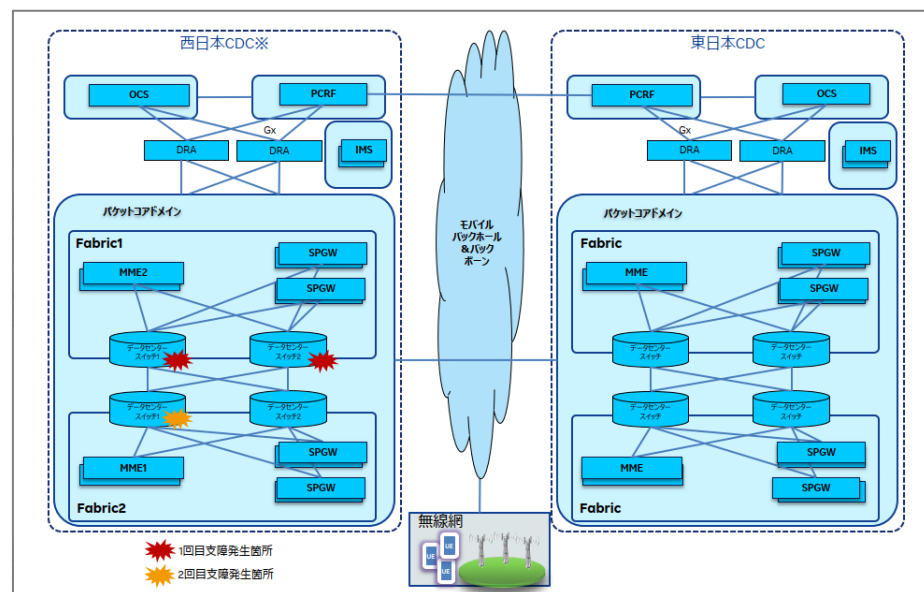 西日本CDC※
OCS
PCRF
Gx
DRA
DRA
IMS
パケットコアドメイン
Fabric1
MME2
SPGW
SPGW
データセンター
スイッチ1
データセンター
スイッチ2
データセンター
スイッチ1
データセンター
スイッチ2
MME1
SPGW
SPGW
Fabric2
モバイル
バックホール
&バック
ボーン
東日本CDC
PCRF
OCS
Gx
DRA
DRA
IMS
パケットコアドメイン
Fabric
MME
SPGW
SPGW
データセンター
スイッチ
データセンター
スイッチ
データセンター
スイッチ
データセンター
スイッチ
MME
SPGW
SPGW
Fabric
無線網
UE
UE
UE
1回目支障発生箇所
2回目支障発生箇所